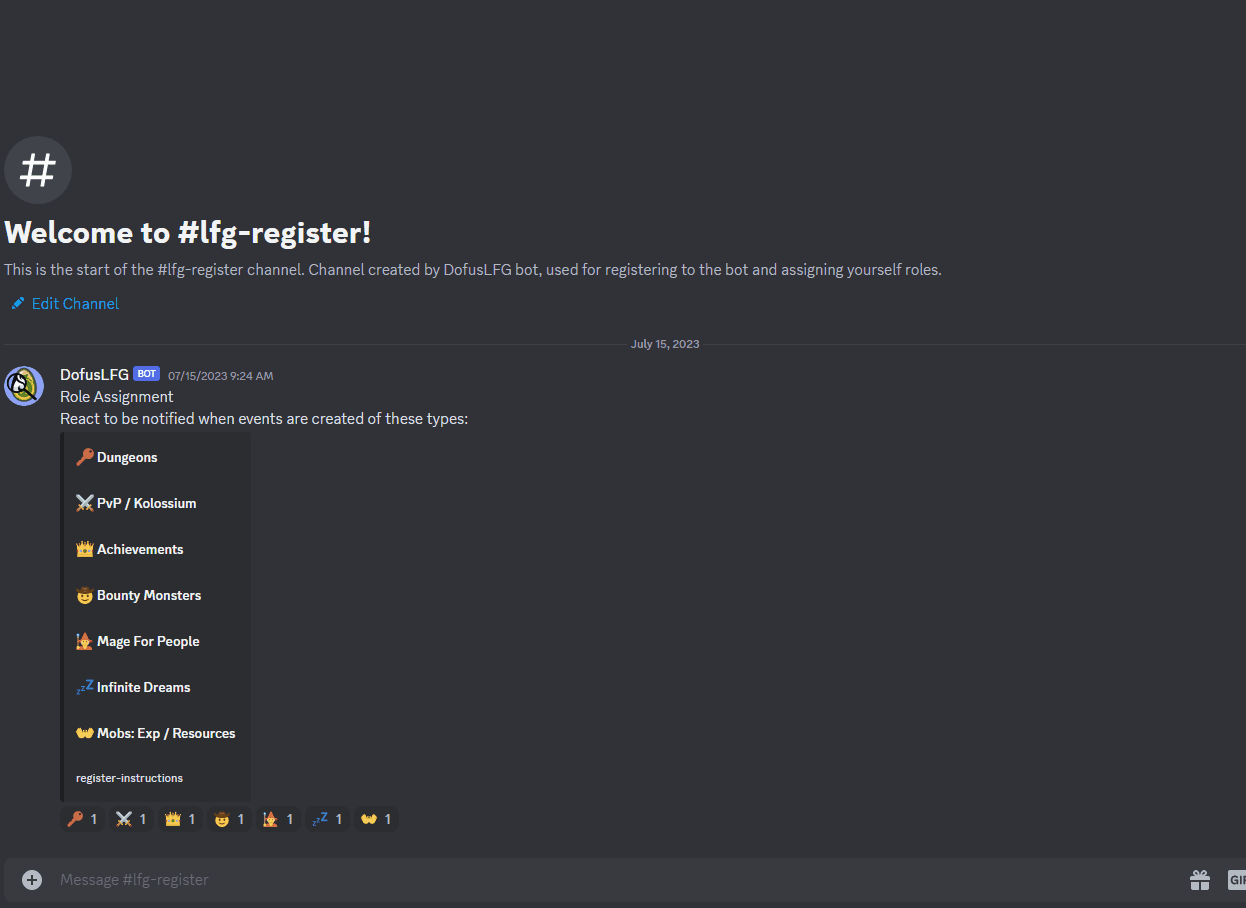 #
Welcome to #lfg-register!
This is the start of the #lfg-register channel. Channel created by DofusLFG bot, used for registering to the bot and assigning yourself roles.
Edit Channel
July 15, 2023
DofusLFG BOT 07/15/2023 9:24 AM
Role Assignment
React to be notified when events are created of these types:
Dungeons
PvP / Kolossium
Achievements
Bounty Monsters
Mage For People
zzZ Infinite Dreams
Mobs: Exp / Resources
register-instructions
1 1 1 1 1 zzZ 1 1
Message #lfg-register
GIF